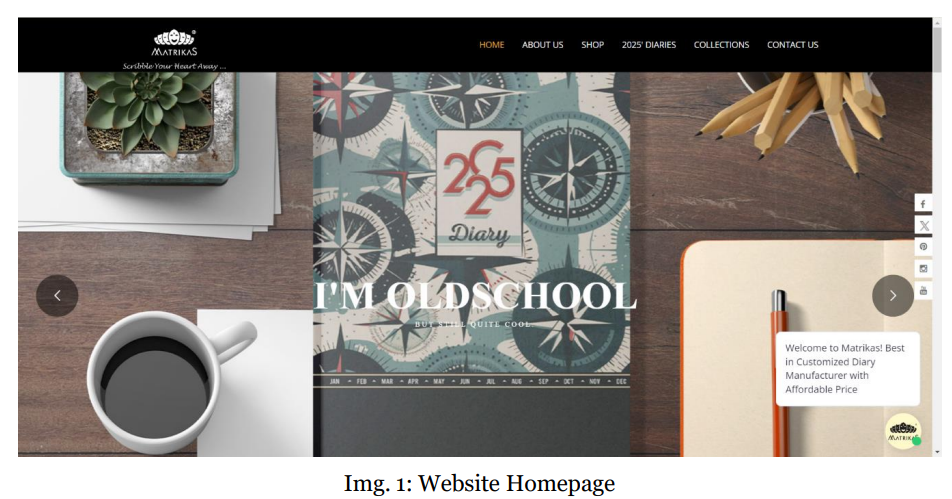 MATRIKAS
Scribble Your Heart Away ...
HOME ABOUT US SHOP 2025' DIARIES COLLECTIONS CONTACT US
2025
Diary
I'M OLDSCHOOL
BUT STILL QUITE COOL.
JAN - FEB - MAR - APR - MAY - JUN - JUL - AUG - SEP - OCT - NOV - DEC
Welcome to Matrikas! Best
in Customized Diary
Manufacturer with
Affordable Price
MATRIKAS
Img. 1: Website Homepage